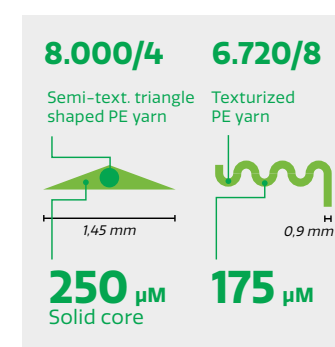 8.000/4
Semi-text. triangle
shaped PE yarn
1,45 mm
250 µM
Solid core
6.720/8
Texturized
PE yarn
0,9 mm
175 µM